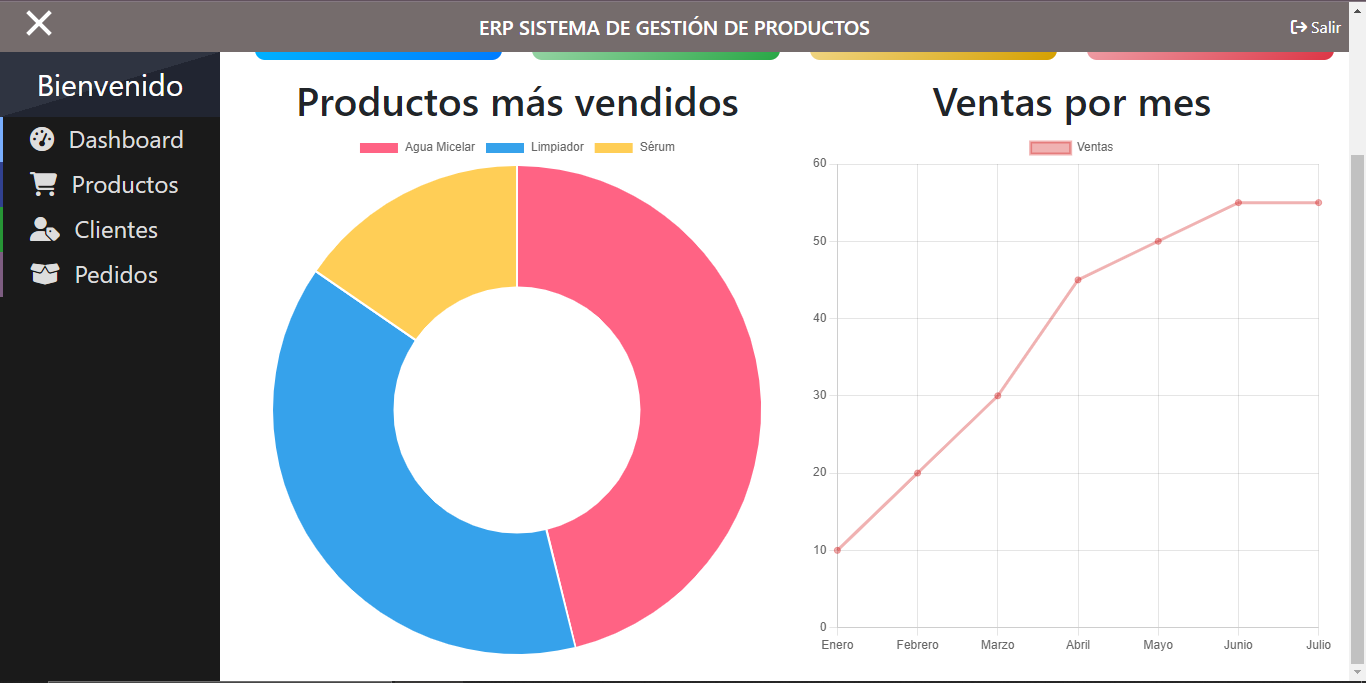 ERP SISTEMA DE GESTIÓN DE PRODUCTOS
Salir
Bienvenido
Dashboard
Productos
Clientes
Pedidos
Productos más vendidos
Agua Micelar Limpiador Sérum
Ventas por mes
Ventas
60
50
40
30
20
10
0
Enero Febrero Marzo Abril Mayo Junio Julio